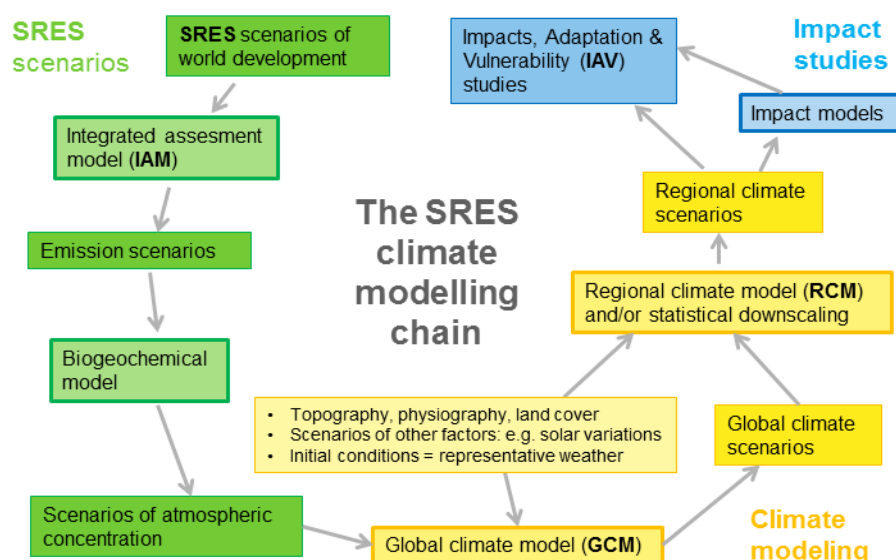 SRES
scenarios
SRES scenarios of
world development
Integrated assesment
model (IAM)
Emission scenarios
Biogeochemical
model
Scenarios of atmospheric
concentration
The SRES
climate
modelling
chain
• Topography, physiography, land cover
• Scenarios of other factors: e.g. solar variations
• Initial conditions = representative weather
Global climate model (GCM)
Climate
modeling
Global climate
scenarios
Regional climate model (RCM)
and/or statistical downscaling
Regional climate
scenarios
Impact models
Impacts, Adaptation &
Vulnerability (IAV)
studies
Impact
studies